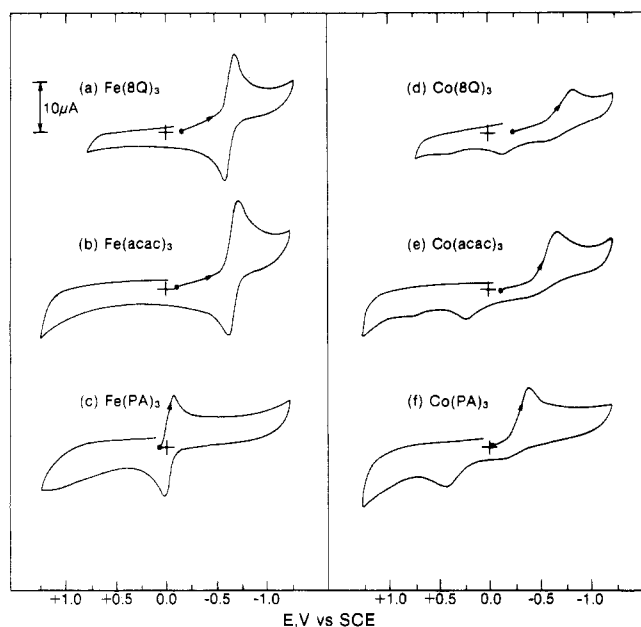 (a) Fe(8Q)₃
10μA
(b) Fe(acac)₃
(c) Fe(PA)₃
(d) Co(8Q)₃
(e) Co(acac)₃
(f) Co(PA)₃
+1.0 +0.5 0.0 -0.5 -1.0 +1.0 +0.5 0.0 -0.5 -1.0
E,V vs SCE